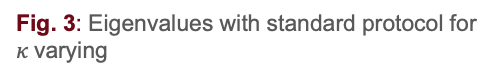 Fig. 3: Eigenvalues with standard protocol for
κ varying